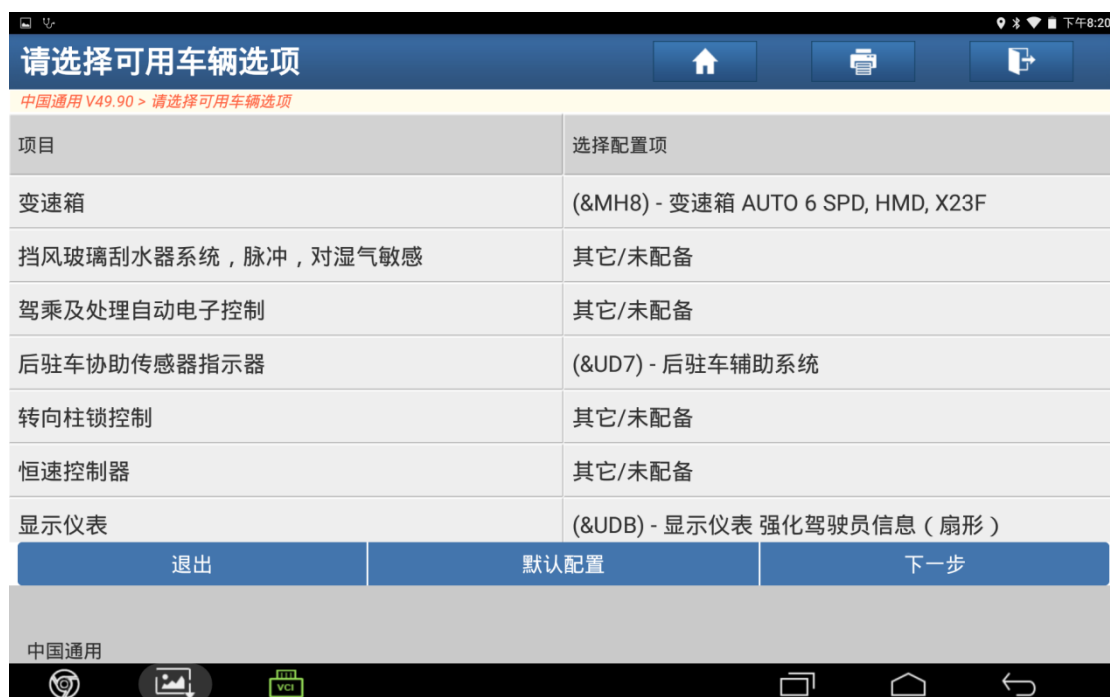 下午8:20
请选择可用车辆选项
中国通用 V49.90 > 请选择可用车辆选项
项目 选择配置项
变速箱 (&MH8) - 变速箱 AUTO 6 SPD, HMD, X23F
挡风玻璃刮水器系统，脉冲，对湿气敏感 其它/未配备
驾乘及处理自动电子控制 其它/未配备
后驻车协助传感器指示器 (&UD7) - 后驻车辅助系统
转向柱锁控制 其它/未配备
恒速控制器 其它/未配备
显示仪表 (&UDB) - 显示仪表 强化驾驶员信息（扇形）
退出 默认配置 下一步
中国通用
VCI